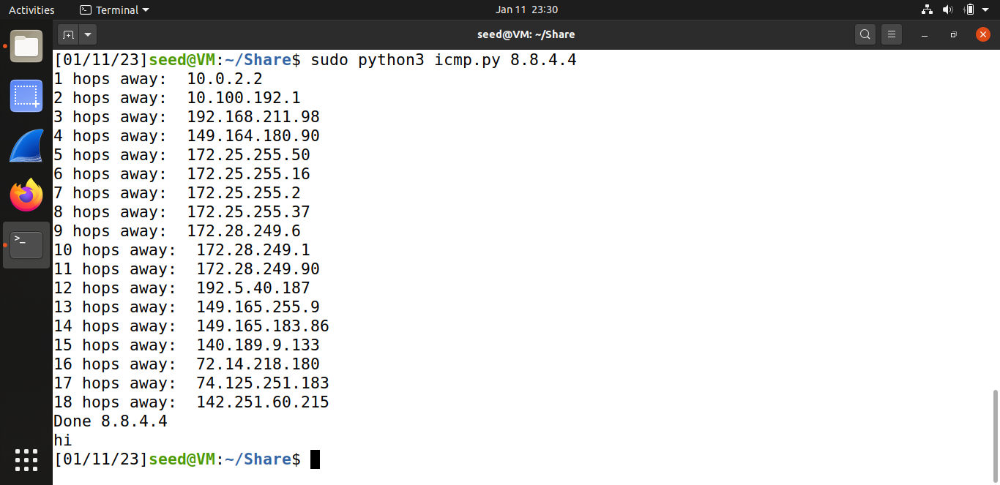 Activities Terminal Jan 11 23:30
seed@VM: ~/Share
[01/11/23]seed@VM:~/Share$ sudo python3 icmp.py 8.8.4.4
1 hops away:  10.0.2.2
2 hops away:  10.100.192.1
3 hops away:  192.168.211.98
4 hops away:  149.164.180.90
5 hops away:  172.25.255.50
6 hops away:  172.25.255.16
7 hops away:  172.25.255.2
8 hops away:  172.25.255.37
9 hops away:  172.28.249.6
10 hops away:  172.28.249.1
11 hops away:  172.28.249.90
12 hops away:  192.5.40.187
13 hops away:  149.165.255.9
14 hops away:  149.165.183.86
15 hops away:  140.189.9.133
16 hops away:  72.14.218.180
17 hops away:  74.125.251.183
18 hops away:  142.251.60.215
Done 8.8.4.4
hi
[01/11/23]seed@VM:~/Share$